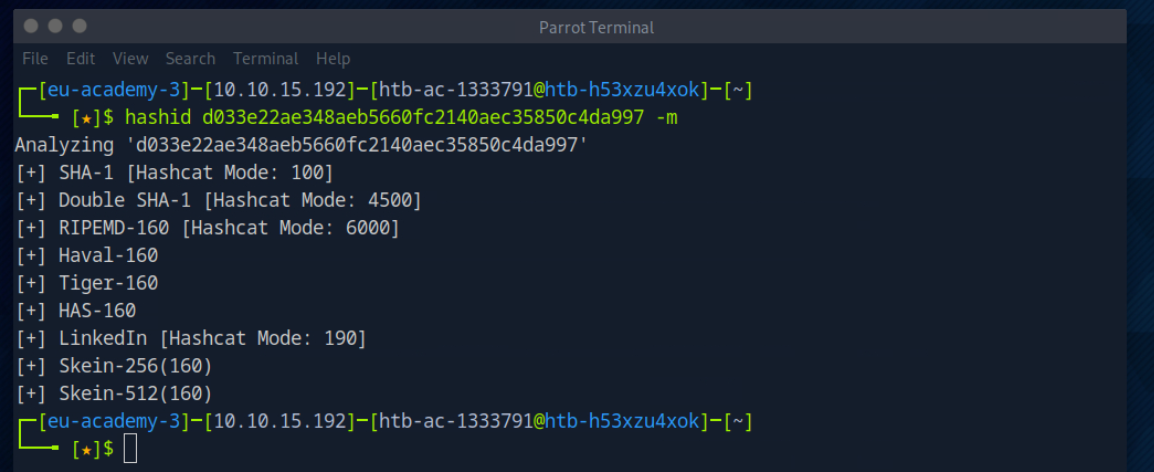 Parrot Terminal
File Edit View Search Terminal Help
┌─[eu-academy-3]─[10.10.15.192]─[htb-ac-1333791@htb-h53xzu4xok]─[~]
└──╼ [★]$ hashid d033e22ae348aeb5660fc2140aec35850c4da997 -m
Analyzing 'd033e22ae348aeb5660fc2140aec35850c4da997'
[+] SHA-1 [Hashcat Mode: 100]
[+] Double SHA-1 [Hashcat Mode: 4500]
[+] RIPEMD-160 [Hashcat Mode: 6000]
[+] Haval-160
[+] Tiger-160
[+] HAS-160
[+] LinkedIn [Hashcat Mode: 190]
[+] Skein-256(160)
[+] Skein-512(160)
┌─[eu-academy-3]─[10.10.15.192]─[htb-ac-1333791@htb-h53xzu4xok]─[~]
└──╼ [★]$